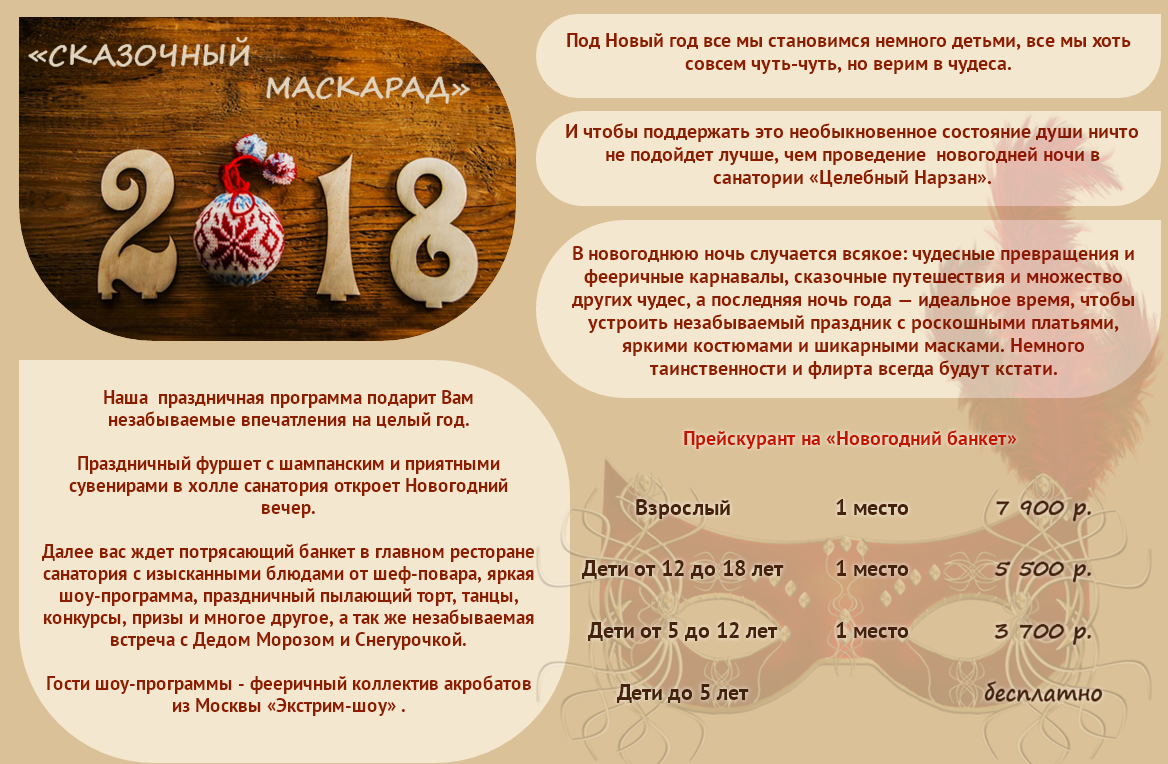 «СКАЗОЧНЫЙ
МАСКАРАД»
2018
Наша праздничная программа подарит Вам
незабываемые впечатления на целый год.
Праздничный фуршет с шампанским и приятными
сувенирами в холле санатория откроет Новогодний
вечер.
Далее вас ждет потрясающий банкет в главном ресторане
санатория с изысканными блюдами от шеф-повара, яркая
шоу-программа, праздничный пылающий торт, танцы,
конкурсы, призы и многое другое, а так же незабываемая
встреча с Дедом Морозом и Снегурочкой.
Гости шоу-программы - фееричный коллектив акробатов
из Москвы «Экстрим-шоу» .
Под Новый год все мы становимся немного детьми, все мы хоть
совсем чуть-чуть, но верим в чудеса.
И чтобы поддержать это необыкновенное состояние души ничто
не подойдет лучше, чем проведение новогодней ночи в
санатории «Целебный Нарзан».
В новогоднюю ночь случается всякое: чудесные превращения и
фееричные карнавалы, сказочные путешествия и множество
других чудес, а последняя ночь года — идеальное время, чтобы
устроить незабываемый праздник с роскошными платьями,
яркими костюмами и шикарными масками. Немного
таинственности и флирта всегда будут кстати.
Прейскурант на «Новогодний банкет»
Взрослый 1 место 7 900 р.
Дети от 12 до 18 лет 1 место 5 500 р.
Дети от 5 до 12 лет 1 место 3 700 р.
Дети до 5 лет бесплатно